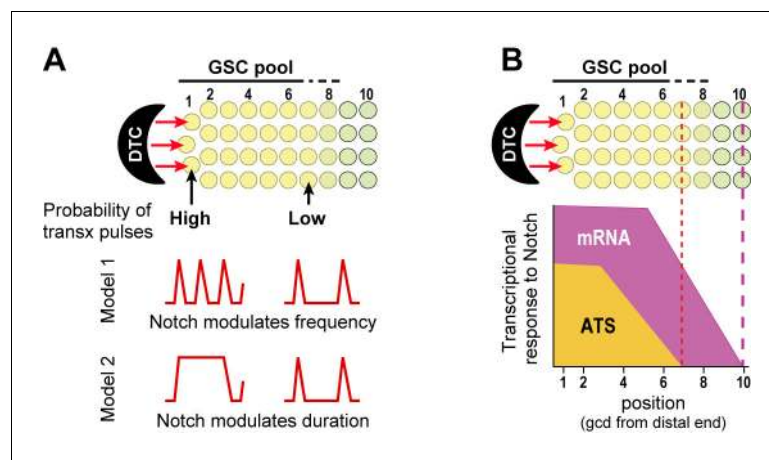 A
GSC pool
1 2 4 6 8 10
DTC
Probability of
transx pulses
High
Low
Model 1
Notch modulates frequency
Model 2
Notch modulates duration
B
GSC pool
1 2 4 6 8 10
DTC
Transcriptional
response to Notch
mRNA
ATS
1 2 4 6 8 10
position
(gcd from distal end)